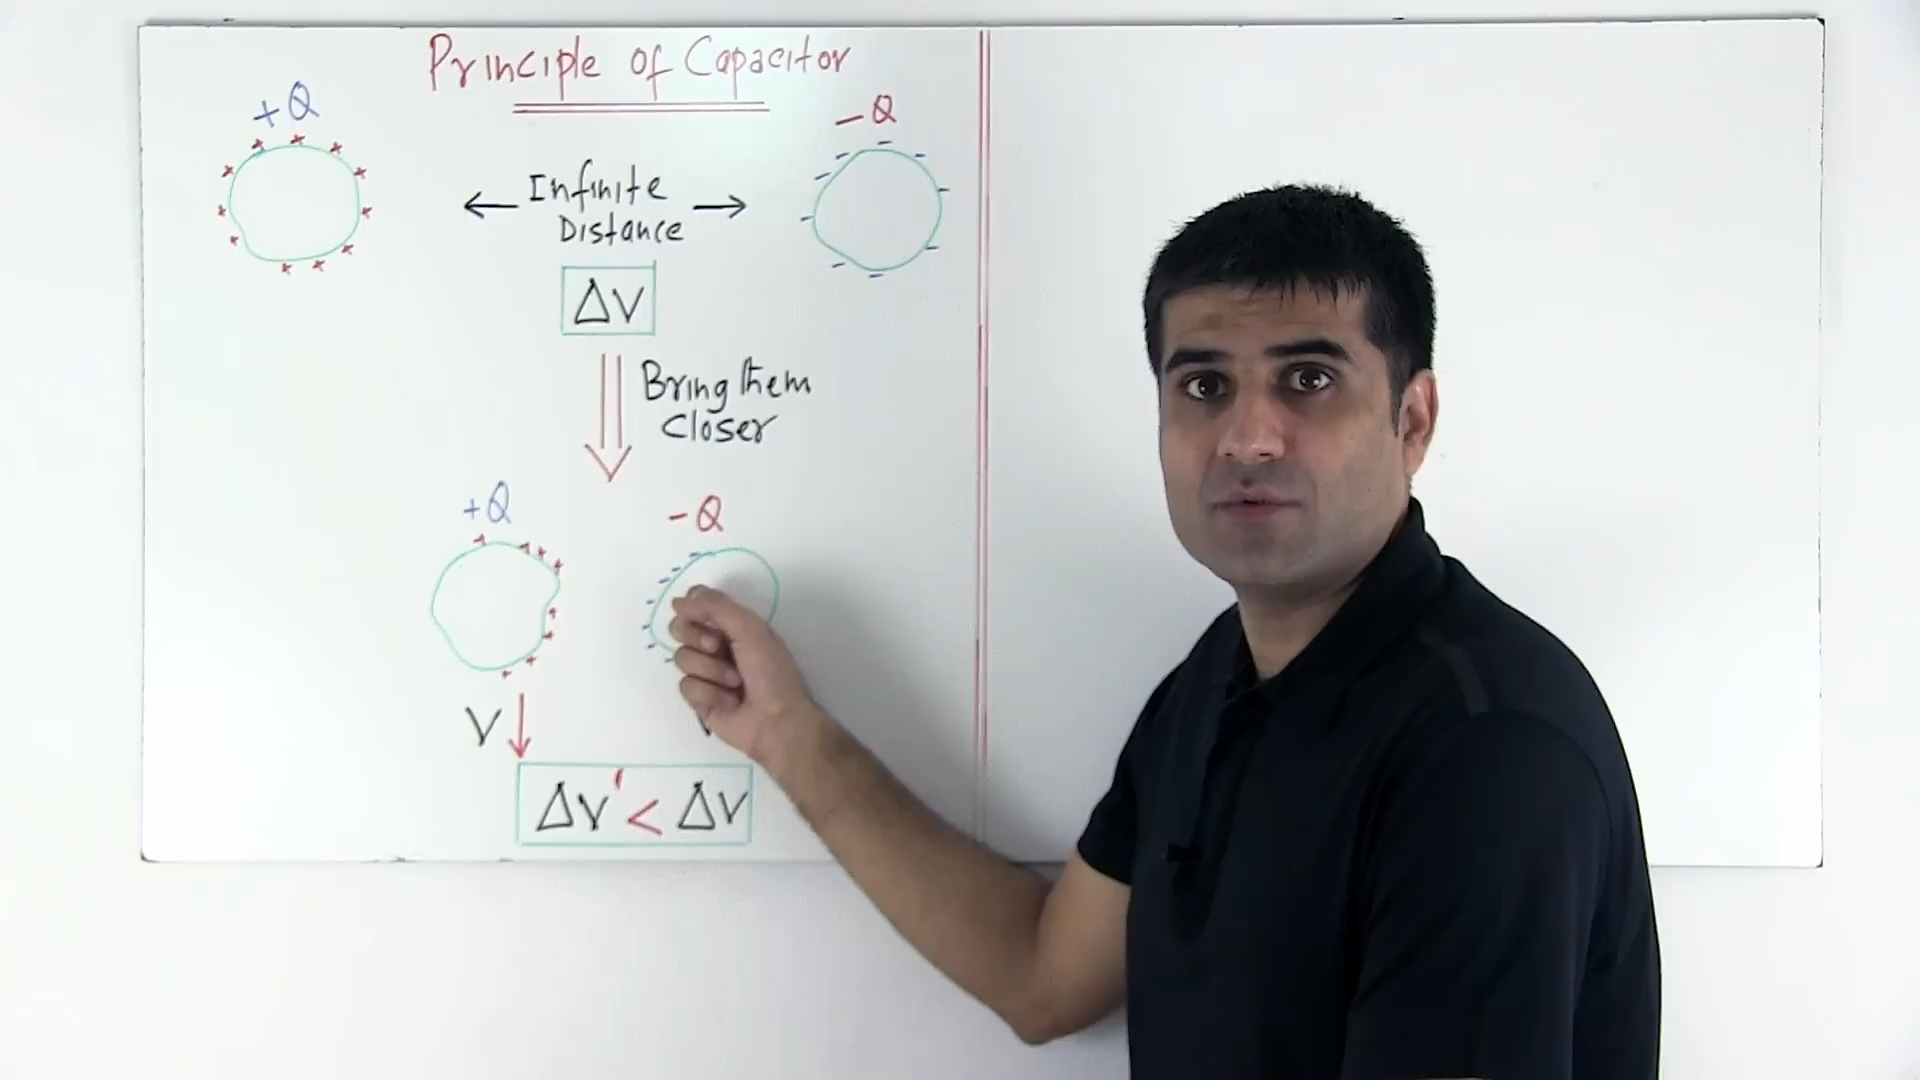 Principle of Capacitor
+Q
-Q
← Infinite →
Distance
ΔV
Bring them
Closer
+Q
-Q
V ↓
ΔV' < ΔV